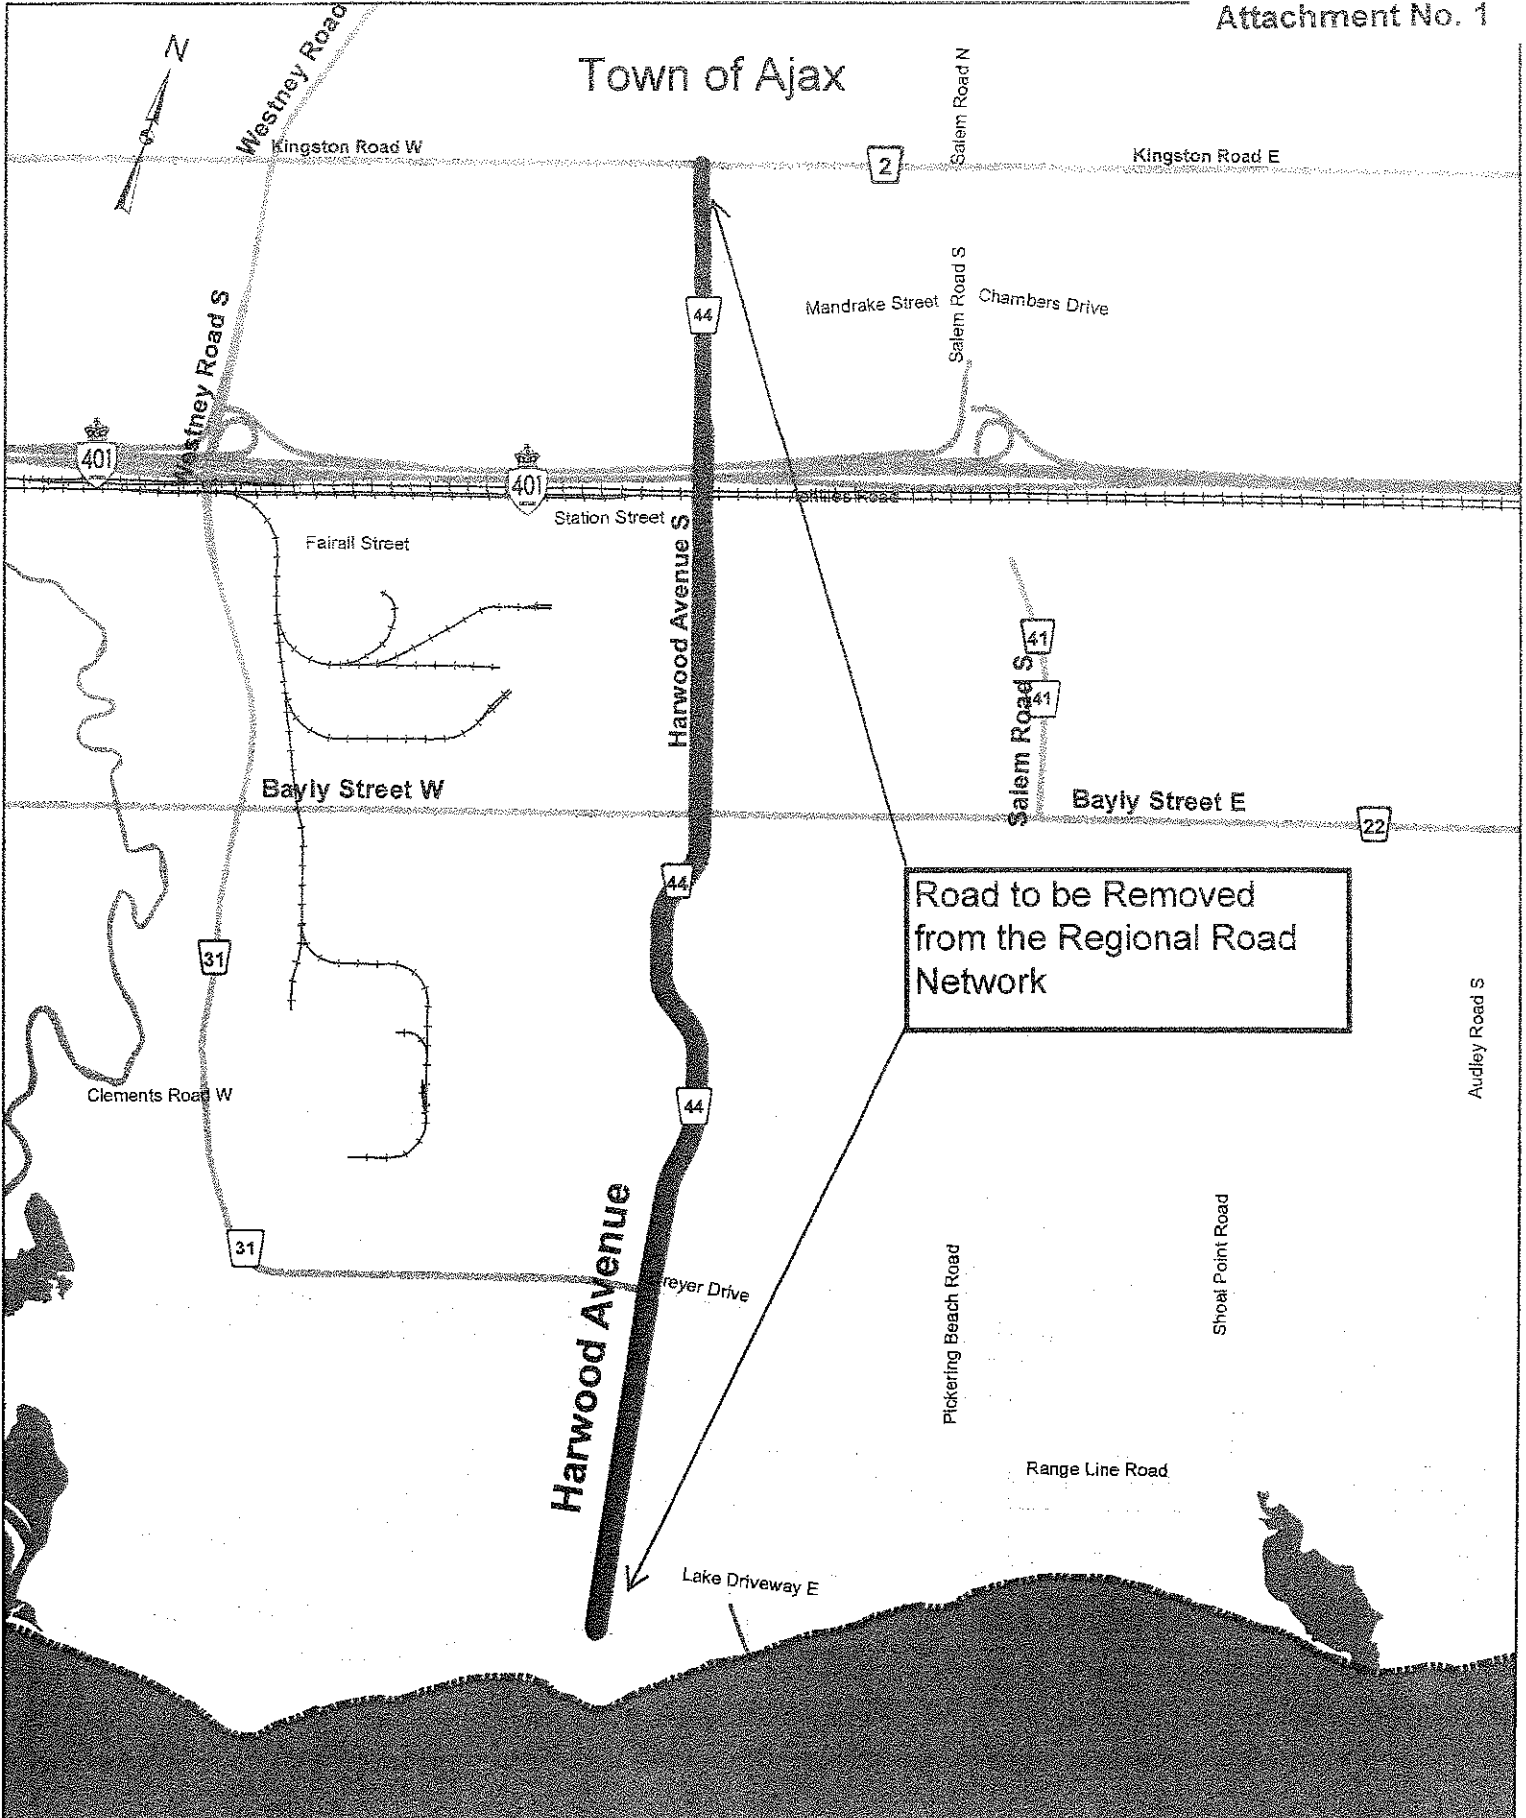 Attachment No. 1
Town of Ajax
N
Westney Road
Salem Road N
Kingston Road W
2
Kingston Road E
Westney Road S
44
Mandrake Street
Salem Road S
Chambers Drive
401
401
Station Street
Fairall Street
Harwood Avenue S
41
41
Salem Road S
Bayly Street W
Bayly Street E
22
44
Road to be Removed
from the Regional Road
Network
31
Audley Road S
Clements Road W
44
31
Harwood Avenue
reyer Drive
Pickering Beach Road
Shoal Point Road
Range Line Road
Lake Driveway E